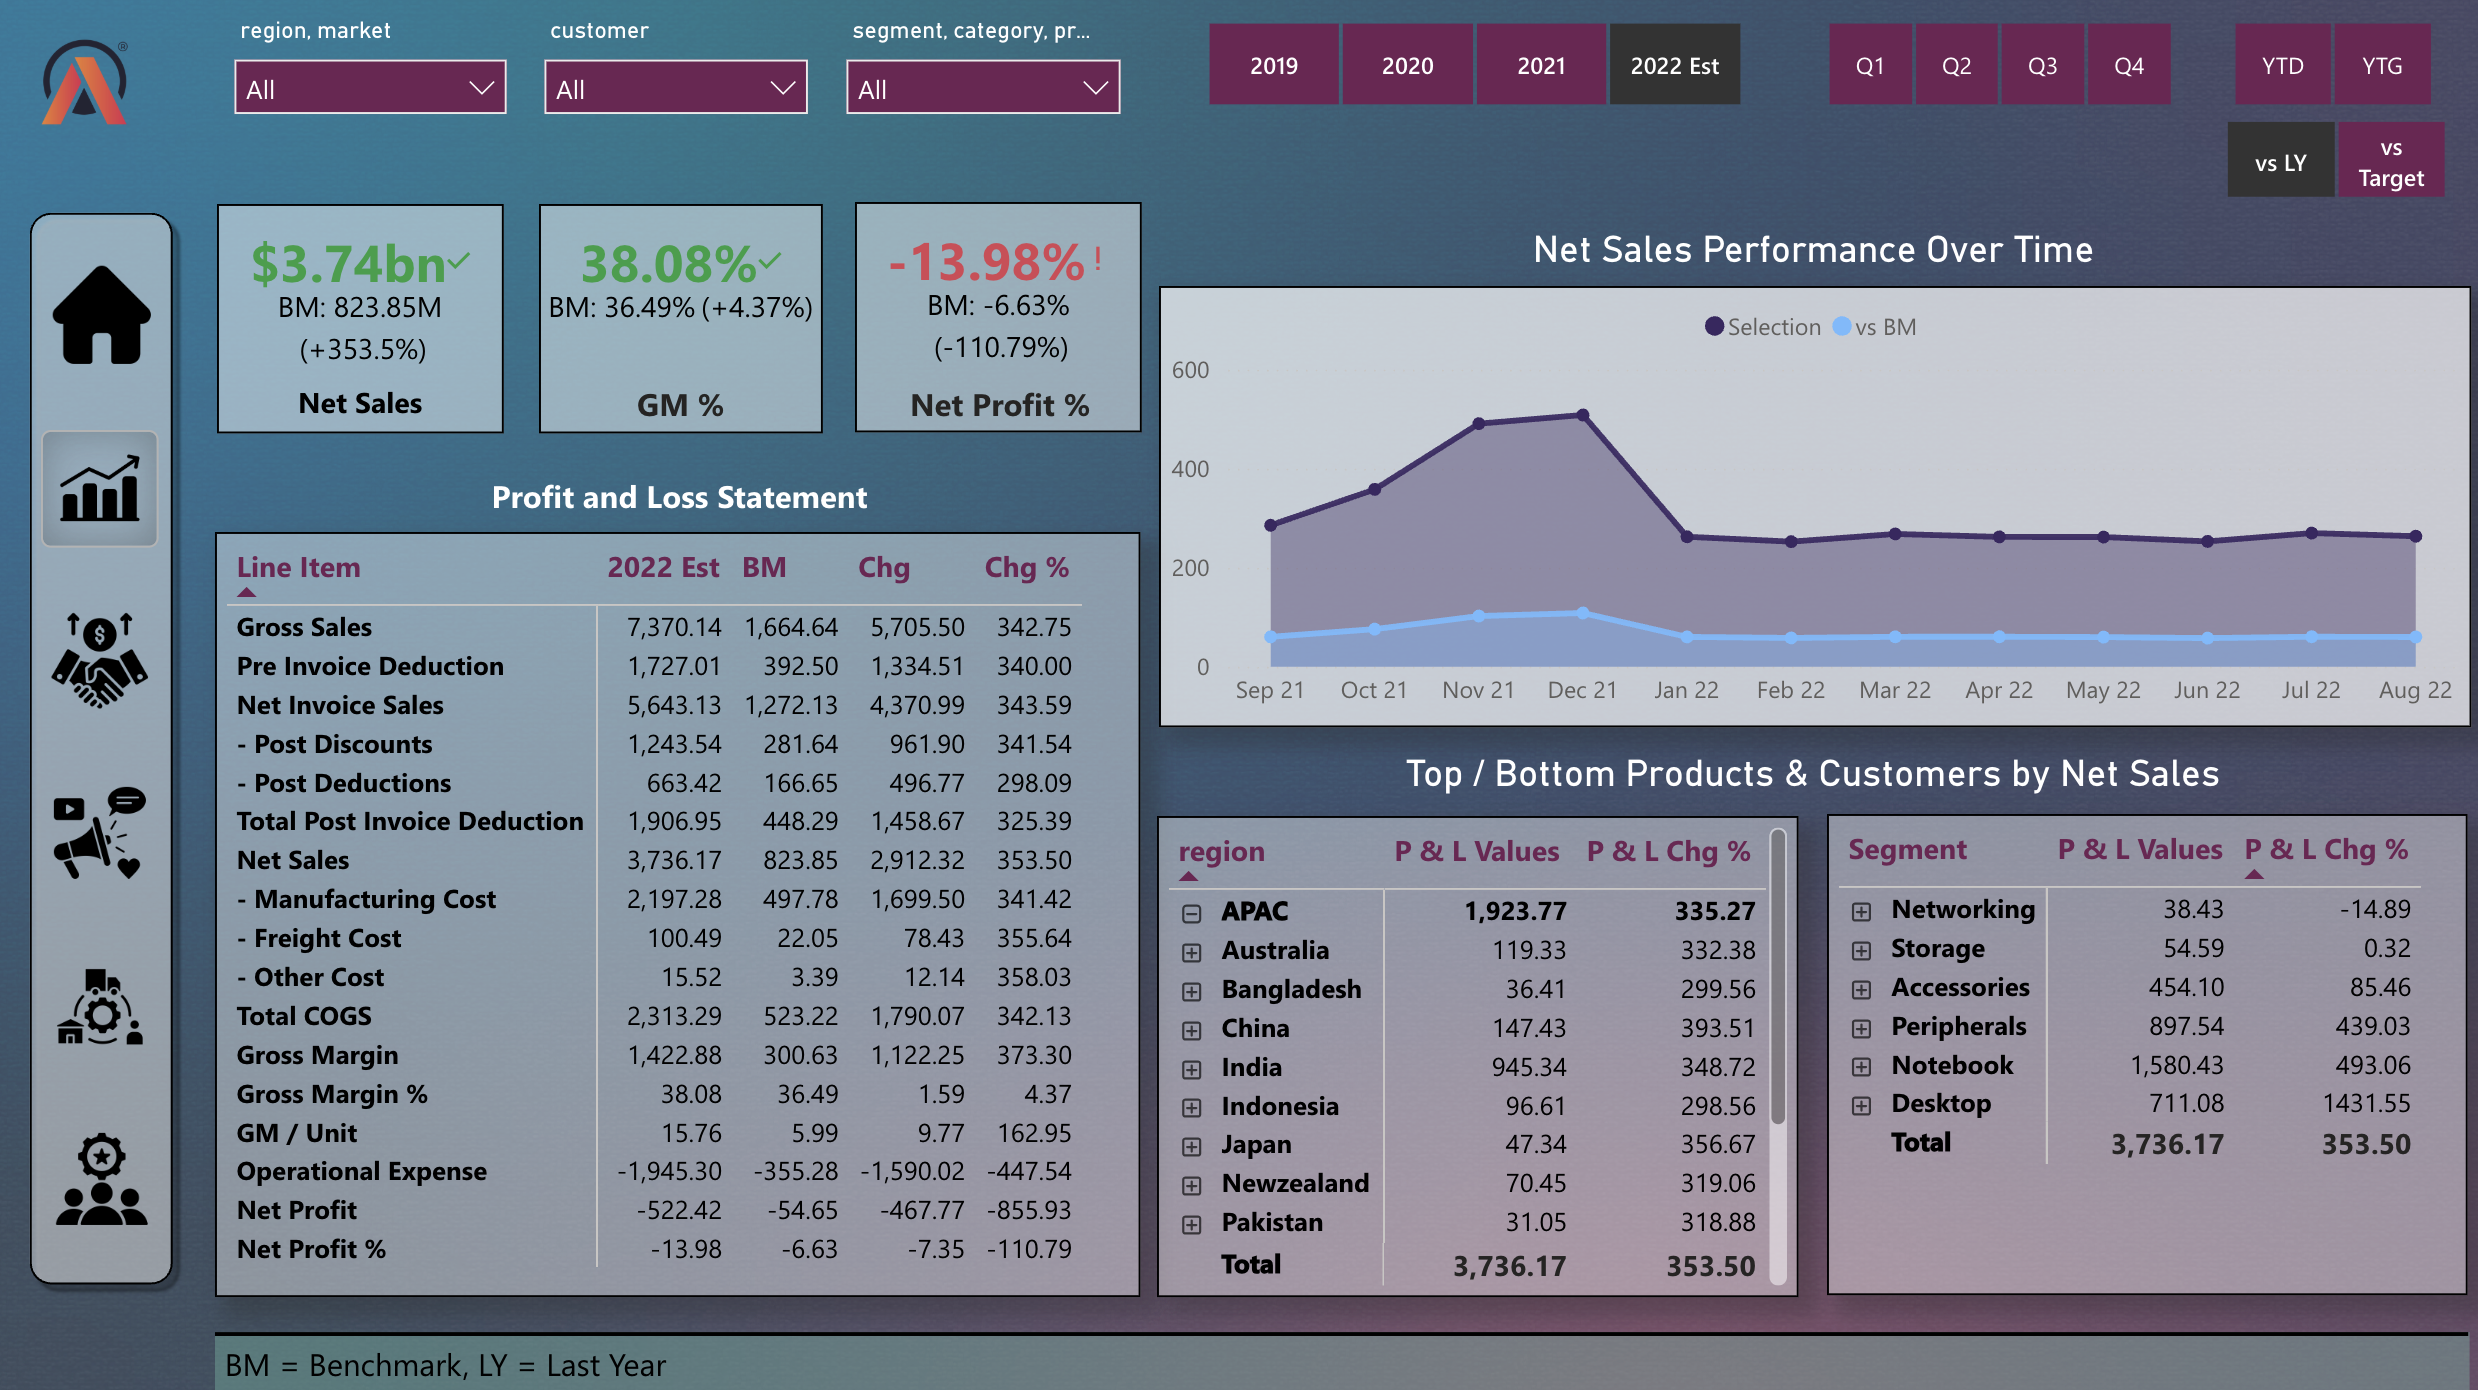 region, market
customer
segment, category, pr...
All
All
All
2019
2020
2021
2022 Est
Q1
Q2
Q3
Q4
YTD
YTG
vs LY
vs
Target
$3.74bn
BM: 823.85M
(+353.5%)
Net Sales
38.08%
BM: 36.49% (+4.37%)
GM %
-13.98% !
BM: -6.63%
(-110.79%)
Net Profit %
Net Sales Performance Over Time
Selection vs BM
600
400
200
0
Sep 21 Oct 21 Nov 21 Dec 21 Jan 22 Feb 22 Mar 22 Apr 22 May 22 Jun 22 Jul 22 Aug 22
Profit and Loss Statement
Line Item 2022 Est BM Chg Chg %
Gross Sales 7,370.14 1,664.64 5,705.50 342.75
Pre Invoice Deduction 1,727.01 392.50 1,334.51 340.00
Net Invoice Sales 5,643.13 1,272.13 4,370.99 343.59
- Post Discounts 1,243.54 281.64 961.90 341.54
- Post Deductions 663.42 166.65 496.77 298.09
Total Post Invoice Deduction 1,906.95 448.29 1,458.67 325.39
Net Sales 3,736.17 823.85 2,912.32 353.50
- Manufacturing Cost 2,197.28 497.78 1,699.50 341.42
- Freight Cost 100.49 22.05 78.43 355.64
- Other Cost 15.52 3.39 12.14 358.03
Total COGS 2,313.29 523.22 1,790.07 342.13
Gross Margin 1,422.88 300.63 1,122.25 373.30
Gross Margin % 38.08 36.49 1.59 4.37
GM / Unit 15.76 5.99 9.77 162.95
Operational Expense -1,945.30 -355.28 -1,590.02 -447.54
Net Profit -522.42 -54.65 -467.77 -855.93
Net Profit % -13.98 -6.63 -7.35 -110.79
Top / Bottom Products & Customers by Net Sales
region P & L Values P & L Chg %
APAC 1,923.77 335.27
Australia 119.33 332.38
Bangladesh 36.41 299.56
China 147.43 393.51
India 945.34 348.72
Indonesia 96.61 298.56
Japan 47.34 356.67
Newzealand 70.45 319.06
Pakistan 31.05 318.88
Total 3,736.17 353.50
Segment P & L Values P & L Chg %
Networking 38.43 -14.89
Storage 54.59 0.32
Accessories 454.10 85.46
Peripherals 897.54 439.03
Notebook 1,580.43 493.06
Desktop 711.08 1431.55
Total 3,736.17 353.50
BM = Benchmark, LY = Last Year